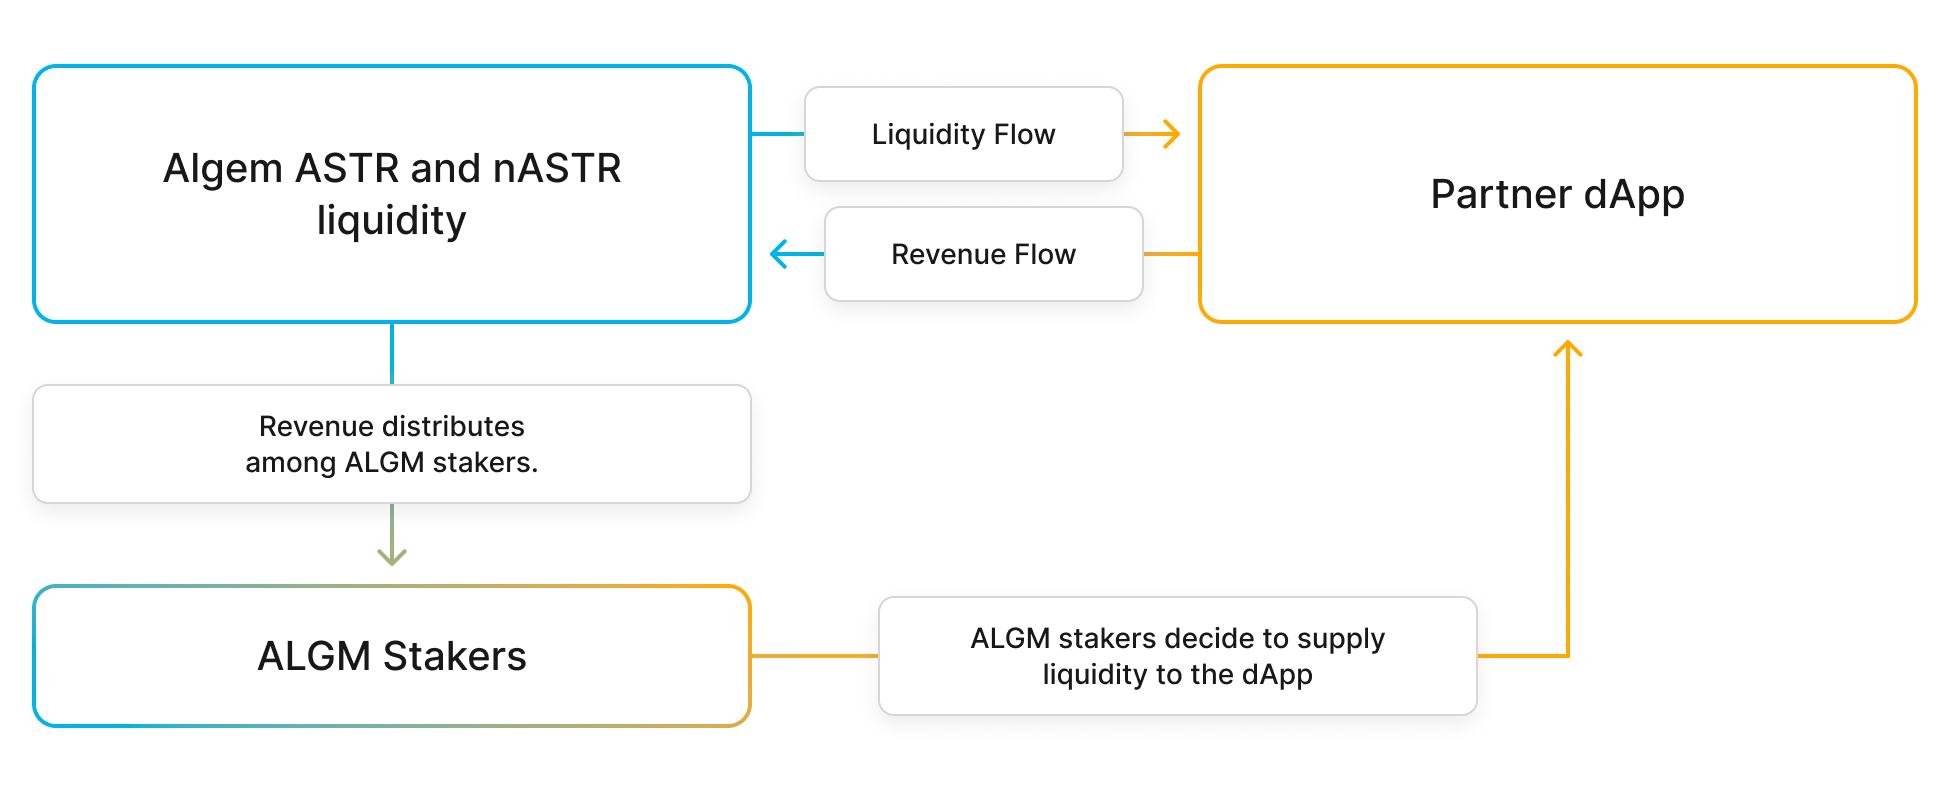 Algem ASTR and nASTR
liquidity
Liquidity Flow
Revenue Flow
Partner dApp
Revenue distributes
among ALGM stakers.
ALGM Stakers
ALGM stakers decide to supply
liquidity to the dApp